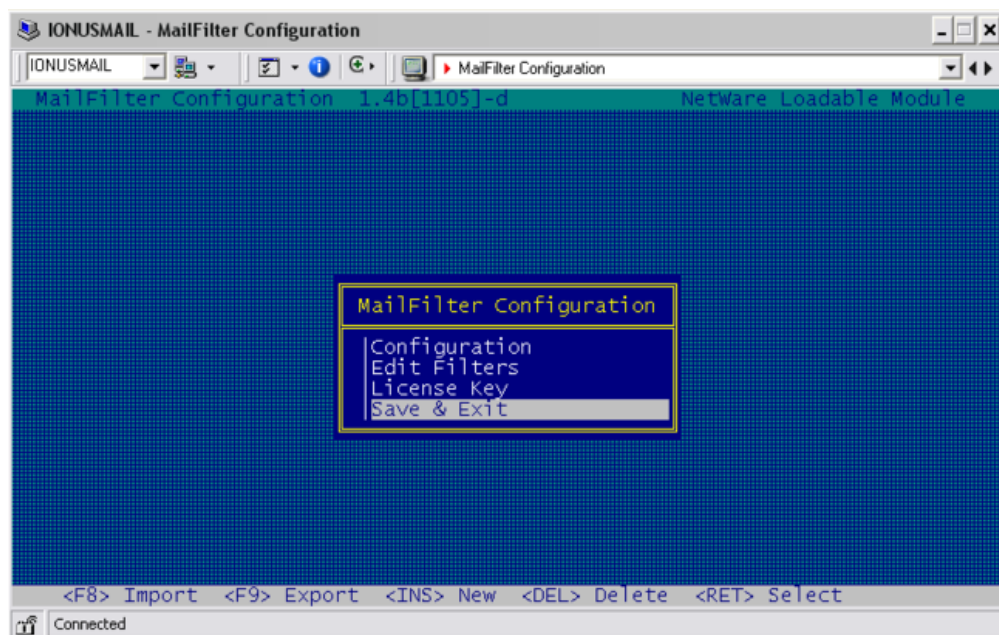 IONUSMAIL - MailFilter Configuration
IONUSMAIL MailFilter Configuration
MailFilter Configuration 1.4b[1105]-d NetWare Loadable Module
MailFilter Configuration
Configuration
Edit Filters
License Key
Save & Exit
<F8> Import <F9> Export <INS> New <DEL> Delete <RET> Select
Connected